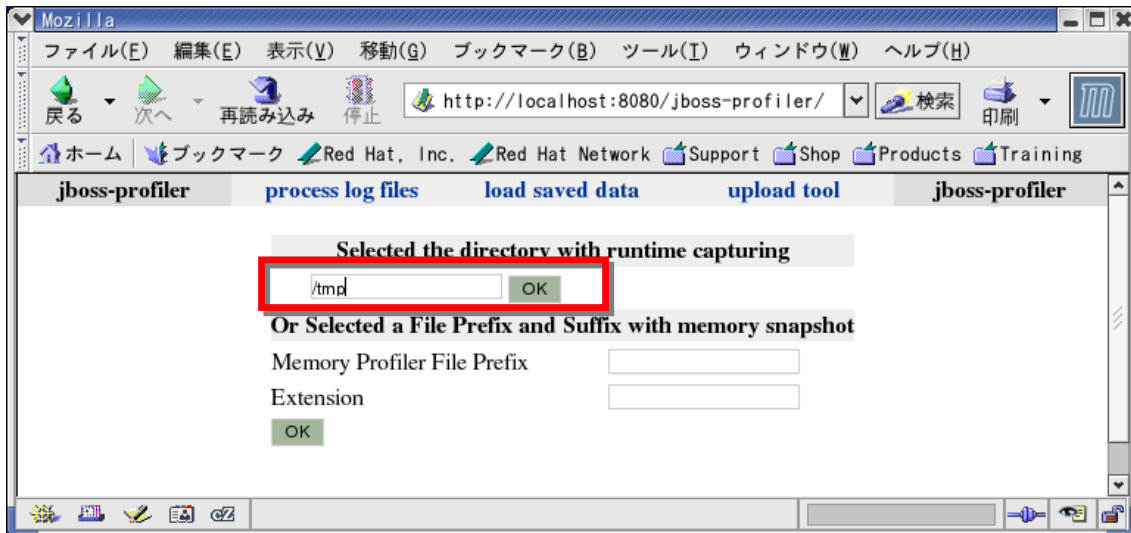 Mozilla
ファイル(F) 編集(E) 表示(V) 移動(G) ブックマーク(B) ツール(T) ウィンドウ(W) ヘルプ(H)
戻る 次へ 再読み込み 停止 http://localhost:8080/jboss-profiler/ 検索 印刷
ホーム ブックマーク Red Hat, Inc. Red Hat Network Support Shop Products Training
jboss-profiler process log files load saved data upload tool jboss-profiler
Selected the directory with runtime capturing
/tmp OK
Or Selected a File Prefix and Suffix with memory snapshot
Memory Profiler File Prefix
Extension
OK